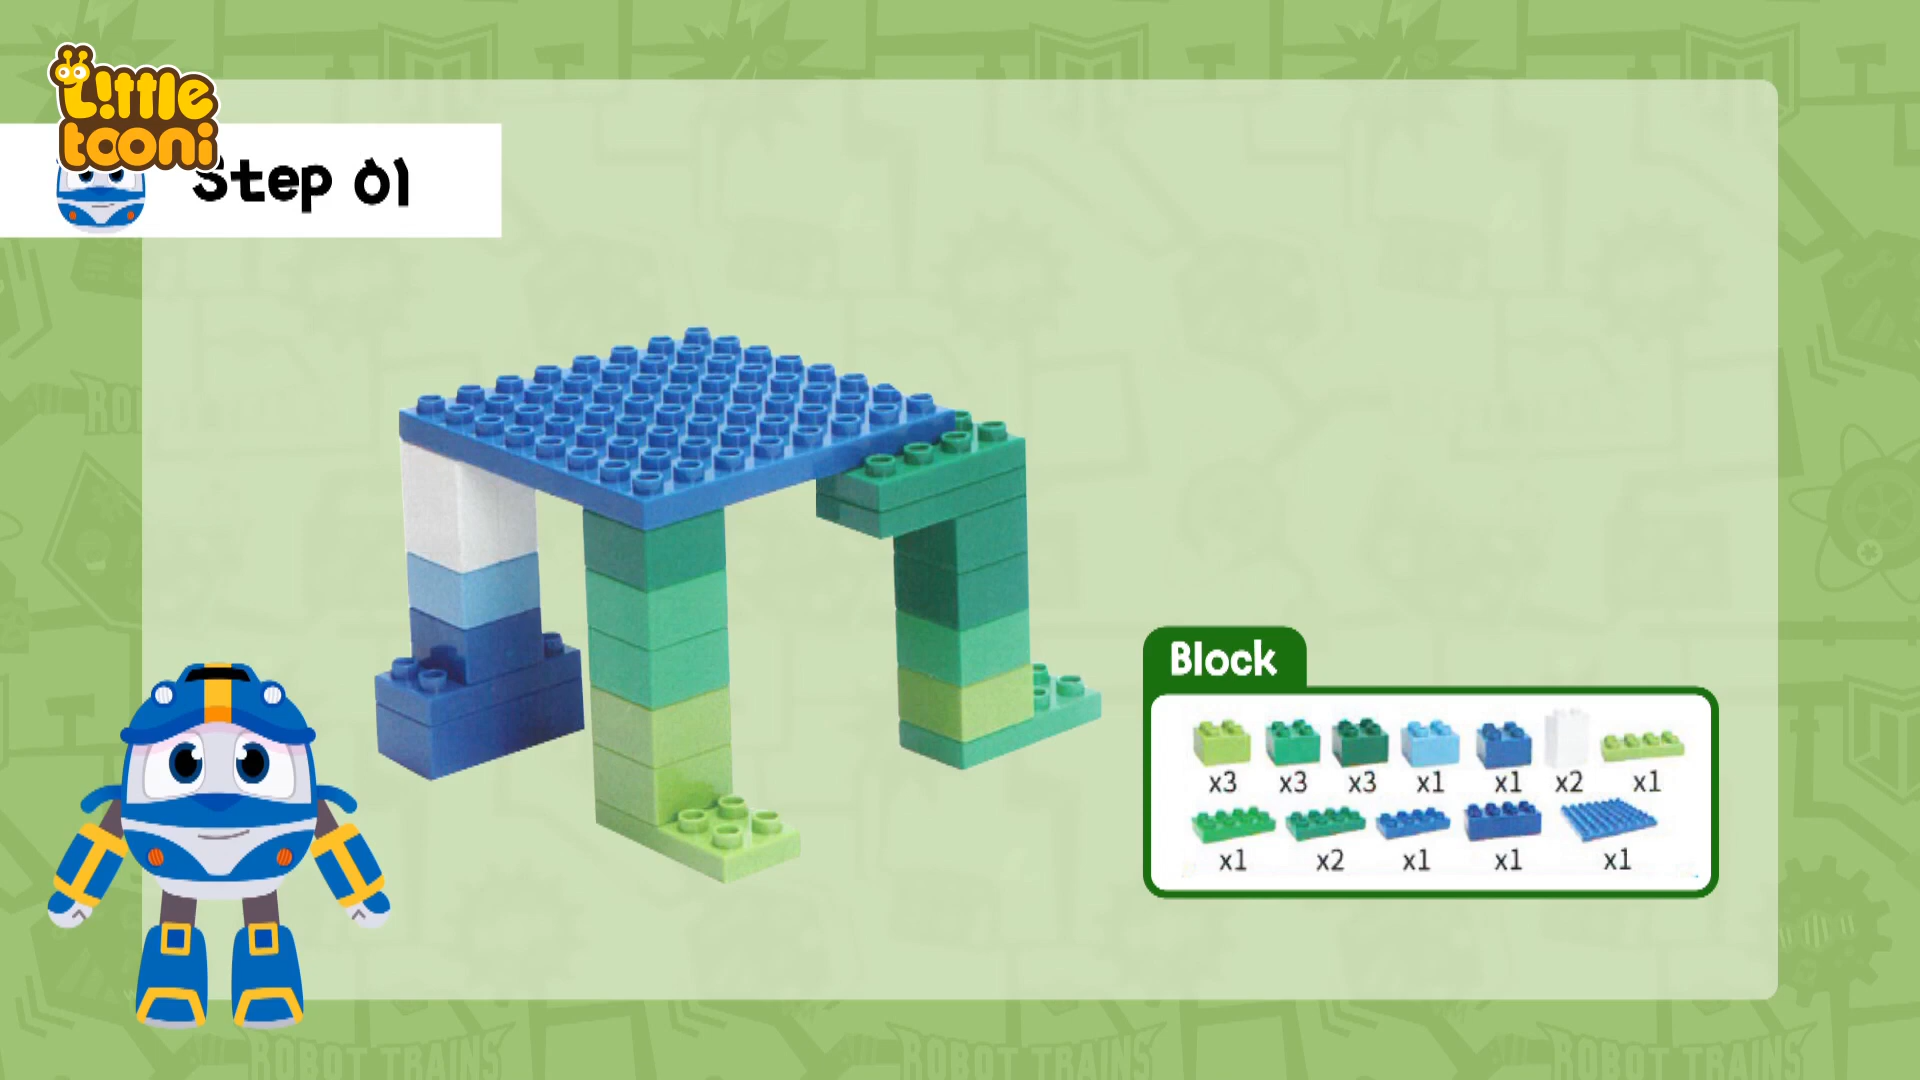 L!ttle
tooni
Step 01
Block
x3 x3 x3 x1 x1 x2 x1
x1 x2 x1 x1 x1
ROBOT TRAINS ROBOT TRAINS ROBOT TRAINS